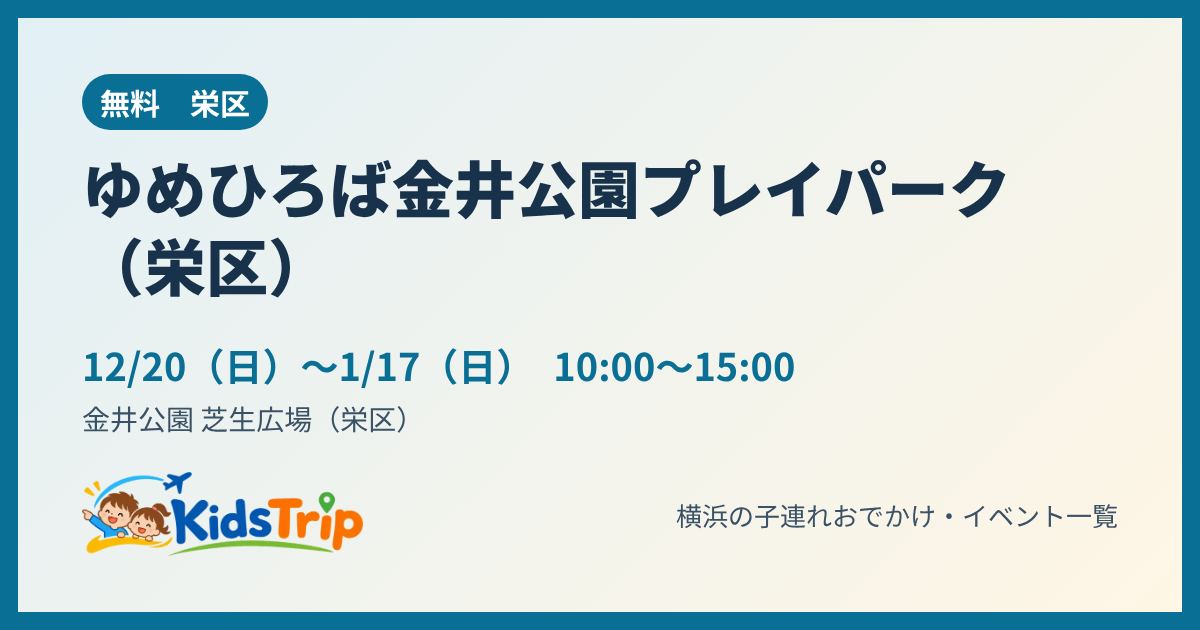 無料　栄区
ゆめひろば金井公園プレイパーク
（栄区）
12/20（日）〜1/17（日）　10:00〜15:00
金井公園 芝生広場（栄区）
KidsTrip
横浜の子連れおでかけ・イベント一覧